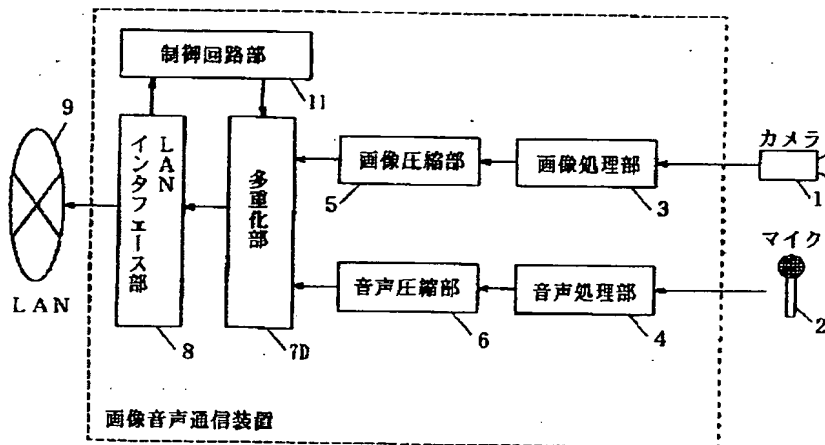 制御回路部
11
9
LAN
インタフェース部
多重化部
画像圧縮部
画像処理部
カメラ
1
5
3
マイク
音声圧縮部
音声処理部
LAN
8
7D
6
4
2
画像音声通信装置